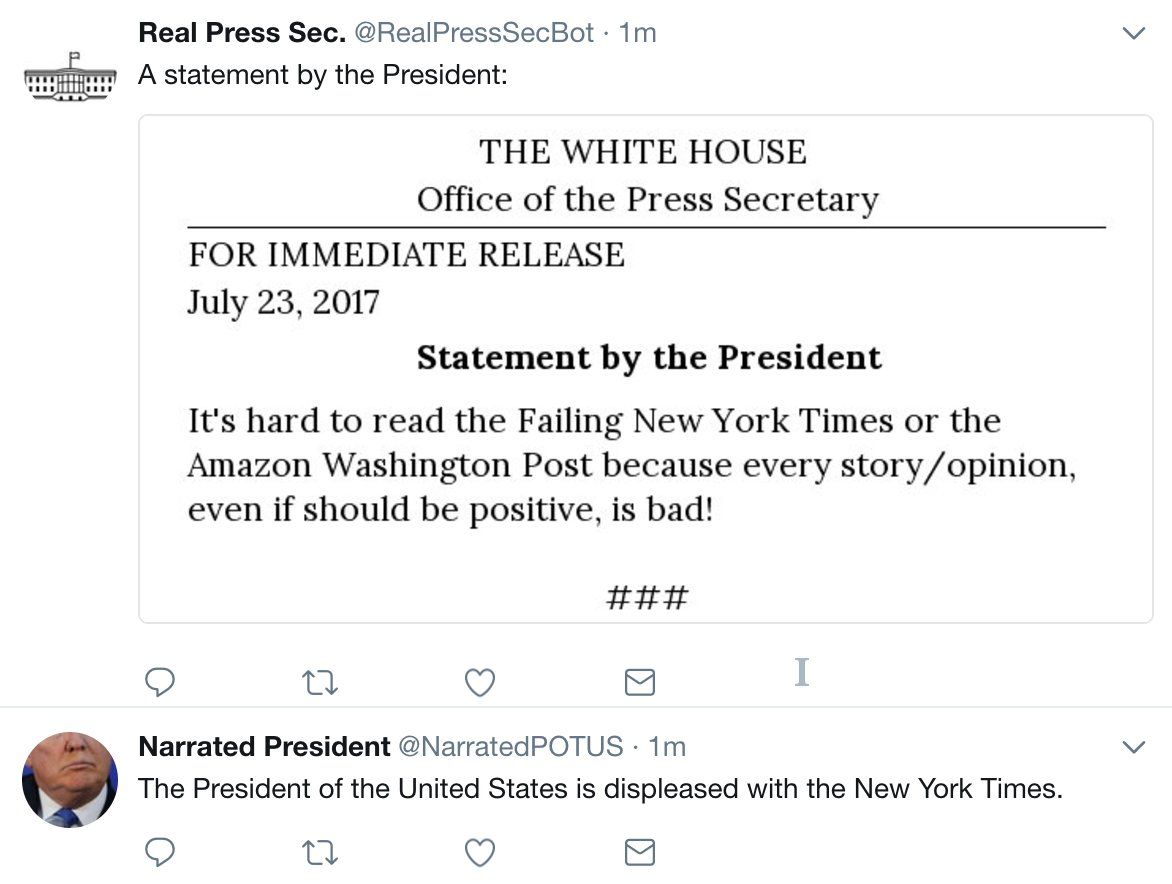 Real Press Sec. @RealPressSecBot · 1m
A statement by the President:
THE WHITE HOUSE
Office of the Press Secretary
FOR IMMEDIATE RELEASE
July 23, 2017
Statement by the President
It's hard to read the Failing New York Times or the
Amazon Washington Post because every story/opinion,
even if should be positive, is bad!
###
Narrated President @NarratedPOTUS · 1m
The President of the United States is displeased with the New York Times.